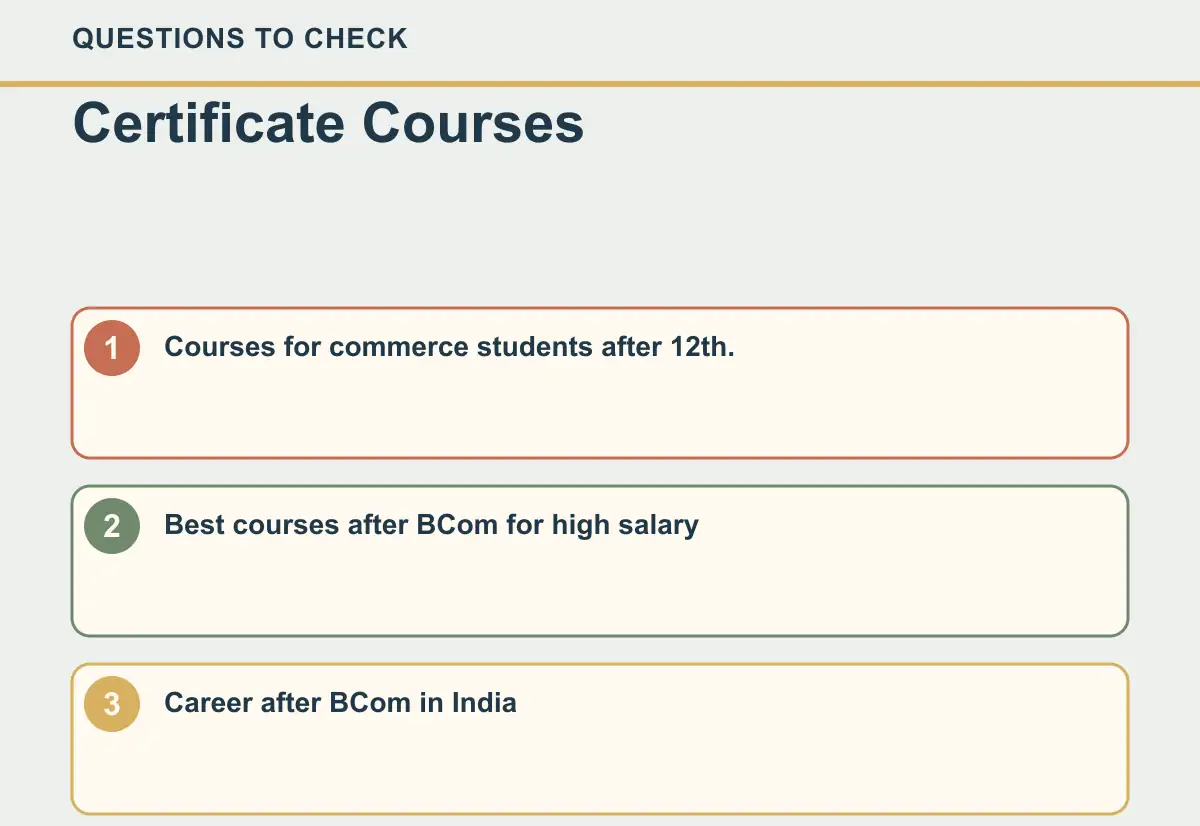 QUESTIONS TO CHECK
Certificate Courses
1 Courses for commerce students after 12th.
2 Best courses after BCom for high salary
3 Career after BCom in India